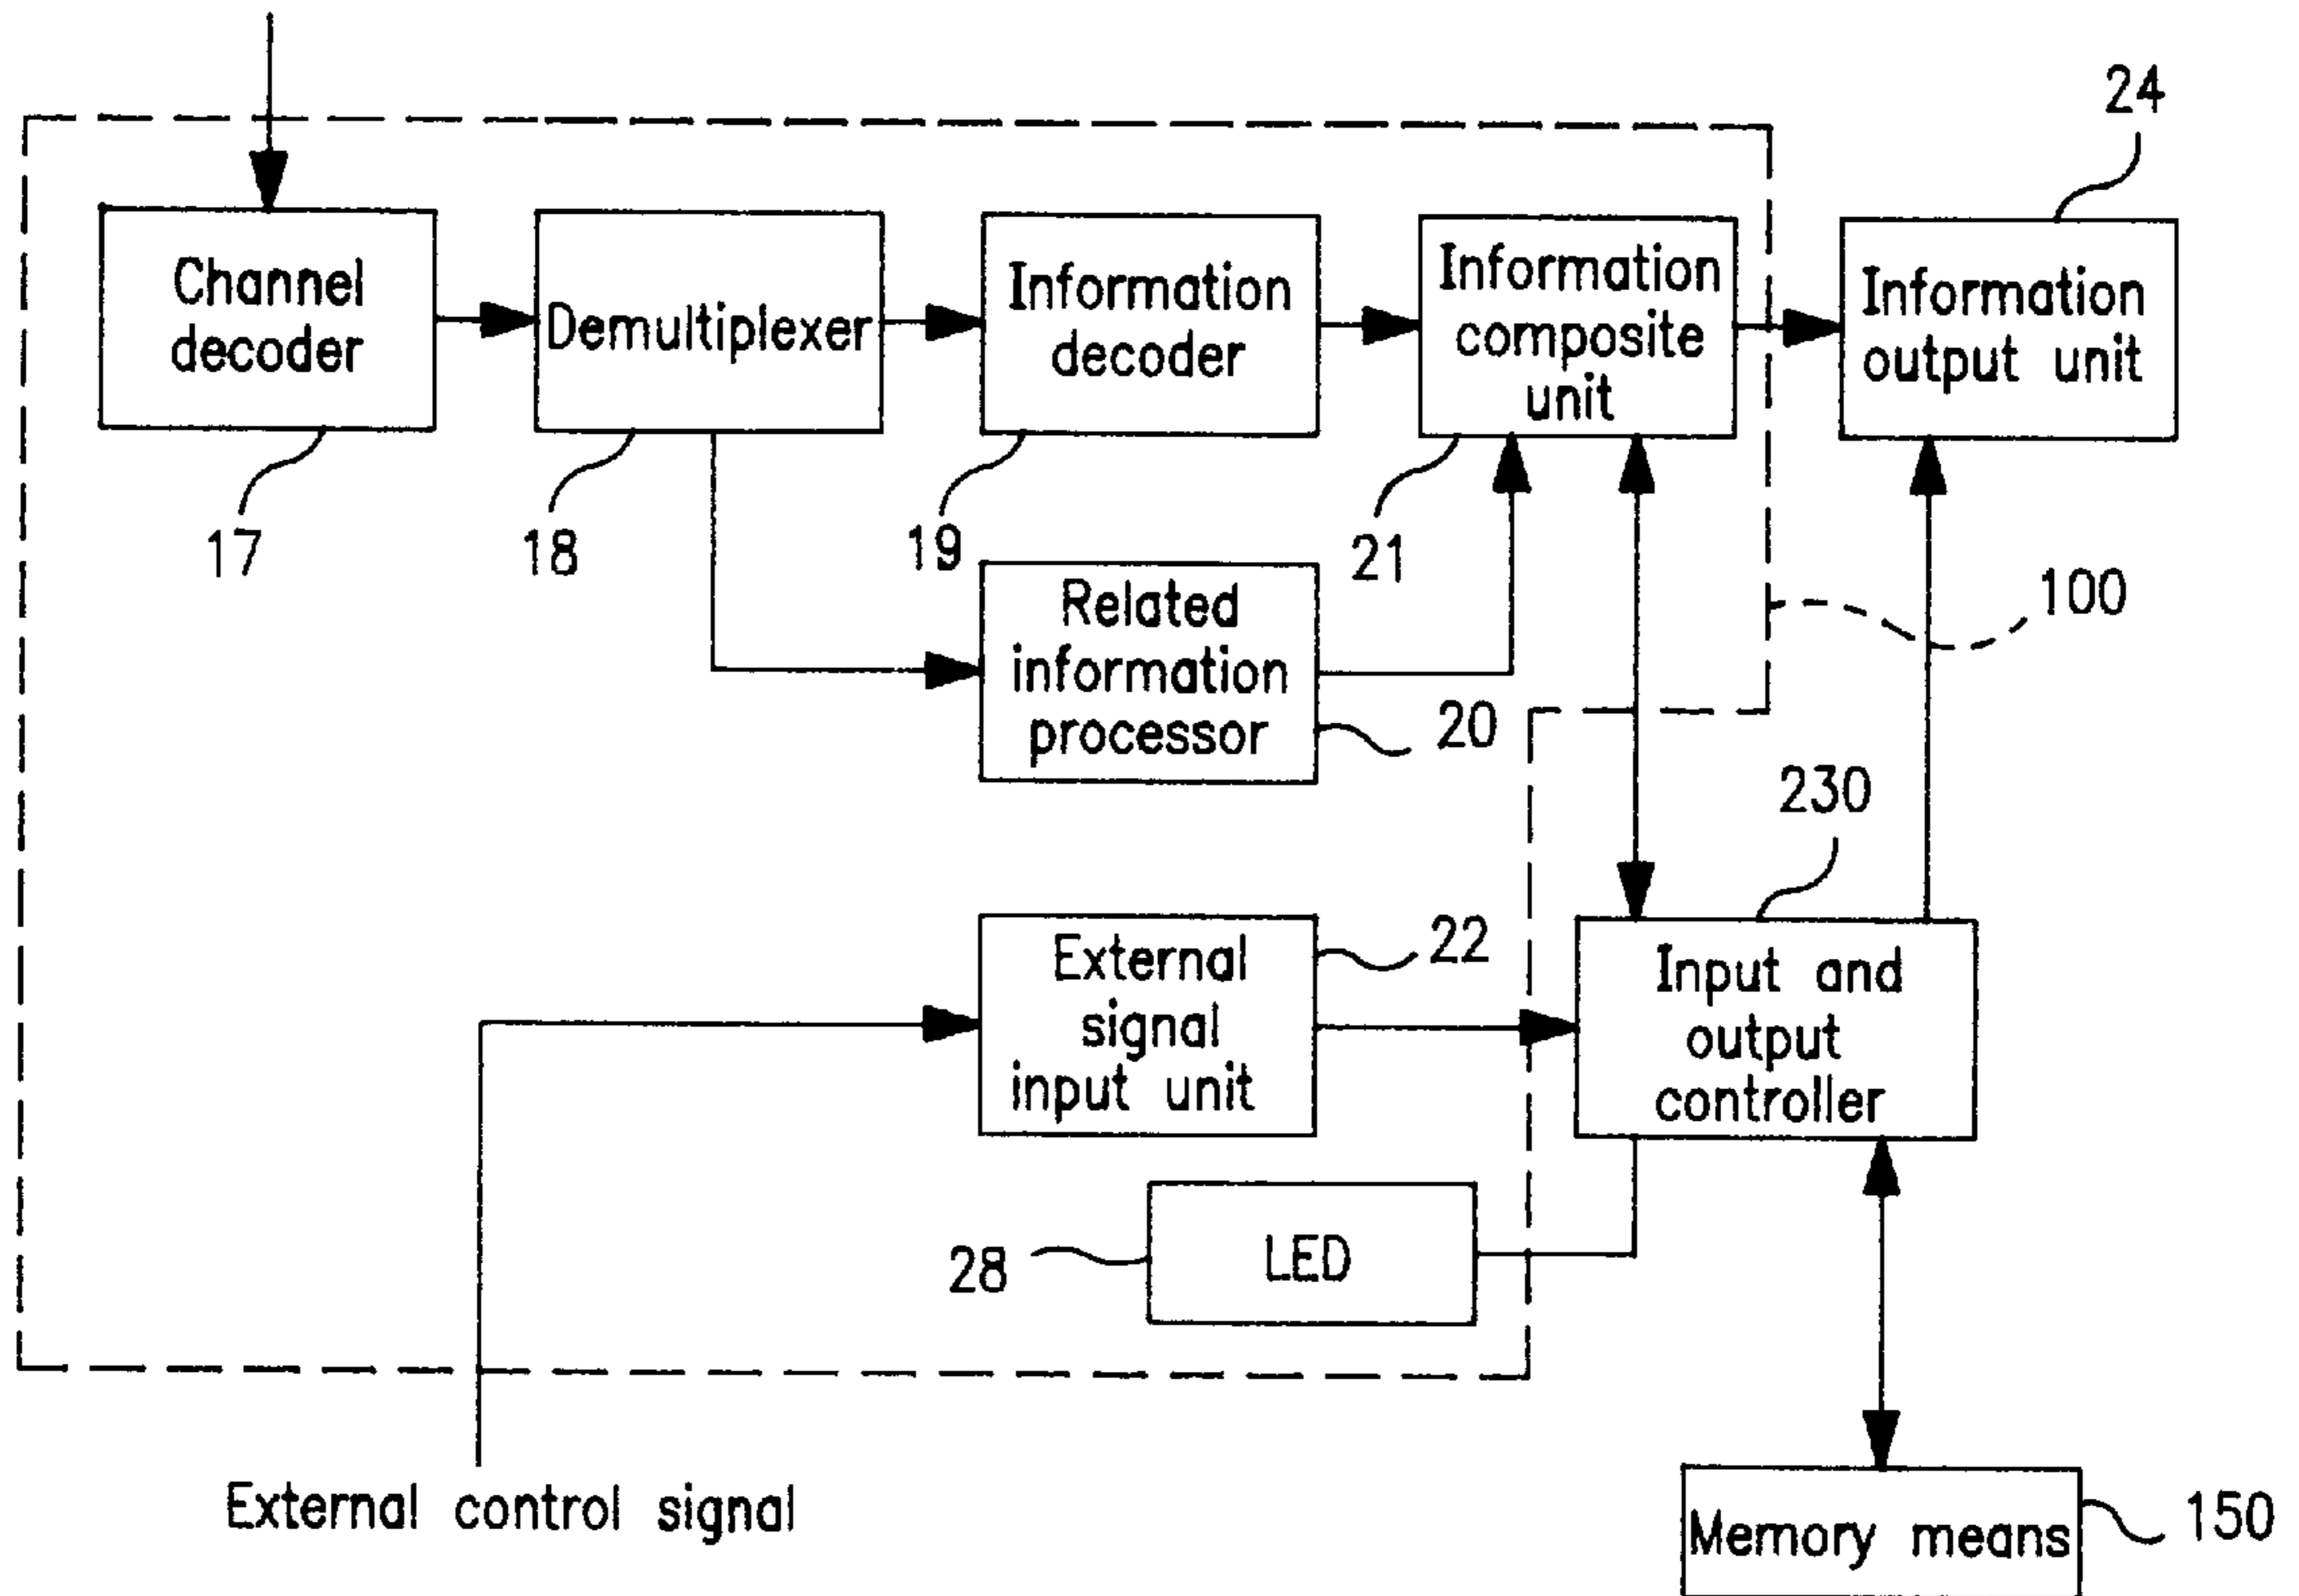 24
Channel
decoder
Demultiplexer
Information
decoder
Information
composite
unit
Information
output unit
17
18
19
21
100
Related
information
processor
20
230
External
signal
input unit
22
Input and
output
controller
28
LED
External control signal
Memory means
150